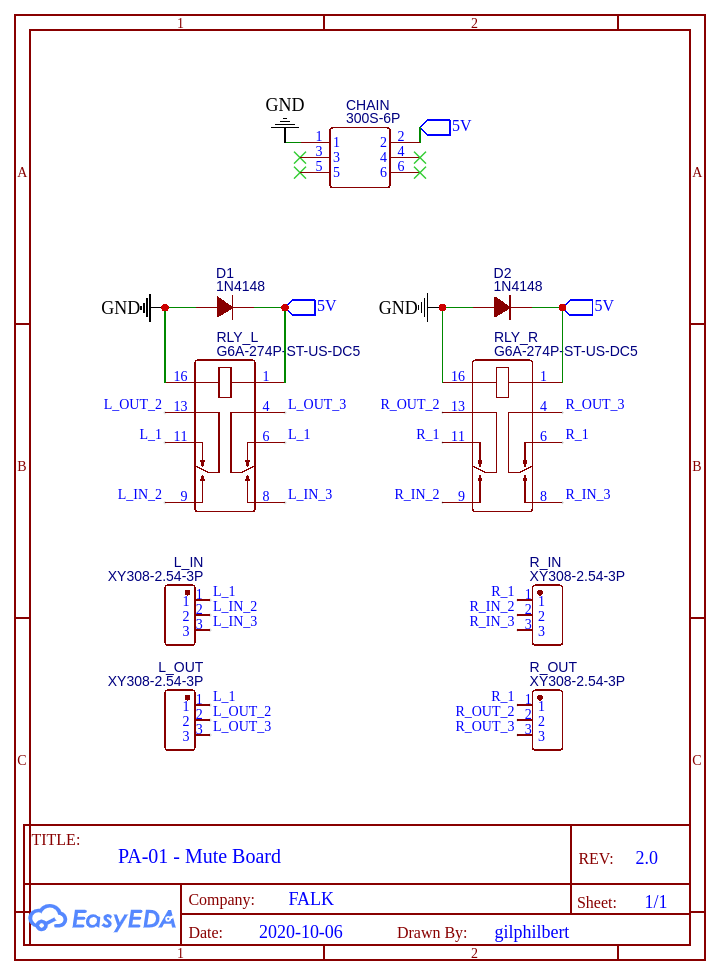 1 2
GND CHAIN
300S-6P
5V
1 1 2 2
3 3 4 4
5 5 6 6
A A
D1 D2
1N4148 1N4148
GND 5V GND 5V
RLY_L RLY_R
G6A-274P-ST-US-DC5 G6A-274P-ST-US-DC5
16 1 16 1
L_OUT_2 13 4 L_OUT_3 R_OUT_2 13 4 R_OUT_3
L_1 11 6 L_1 R_1 11 6 R_1
B B
L_IN_2 9 8 L_IN_3 R_IN_2 9 8 R_IN_3
L_IN R_IN
XY308-2.54-3P XY308-2.54-3P
1 1 L_1 R_1 1 1
2 2 L_IN_2 R_IN_2 2 2
3 3 L_IN_3 R_IN_3 3 3
L_OUT R_OUT
XY308-2.54-3P XY308-2.54-3P
1 1 L_1 R_1 1 1
2 2 L_OUT_2 R_OUT_2 2 2
3 3 L_OUT_3 R_OUT_3 3 3
C C
TITLE:
PA-01 - Mute Board
REV: 2.0
EasyEDA
Company: FALK
Sheet: 1/1
Date: 2020-10-06 Drawn By: gilphilbert
1 2